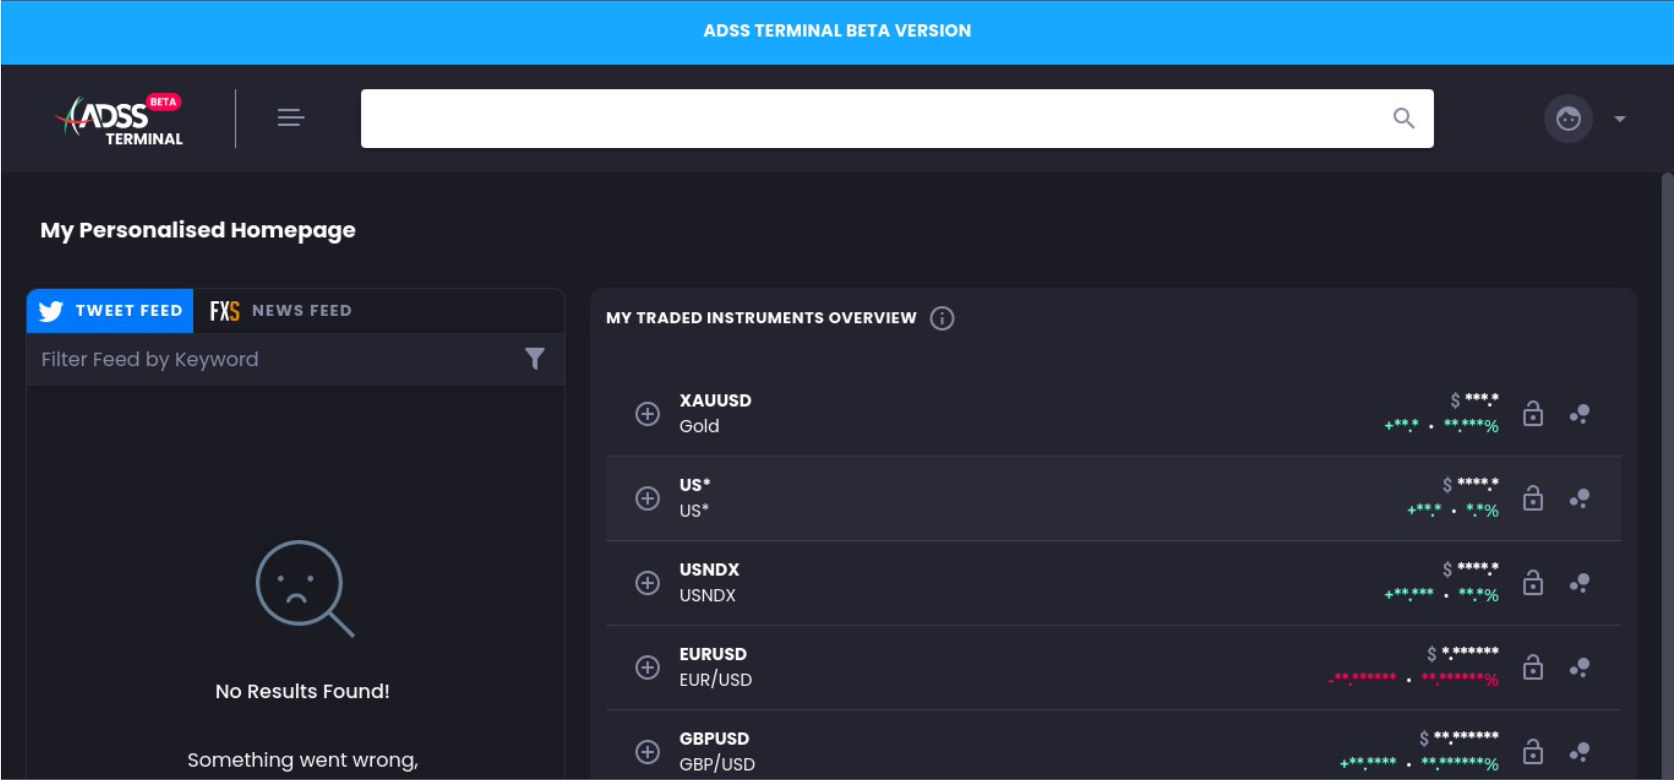 ADSS TERMINAL BETA VERSION
ADSS BETA
TERMINAL
My Personalised Homepage
TWEET FEED
FXS NEWS FEED
Filter Feed by Keyword
No Results Found!
Something went wrong,
MY TRADED INSTRUMENTS OVERVIEW
XAUUSD
Gold
$ ***.*
+**.* • **.***%
US*
US*
$ ****.*
+**.* • *.*%
USNDX
USNDX
$ ****.*
+**.*** • **.*%
EURUSD
EUR/USD
$ *.******
-**.****** • **.******%
GBPUSD
GBP/USD
$ **.******
+**.**** • **.******%